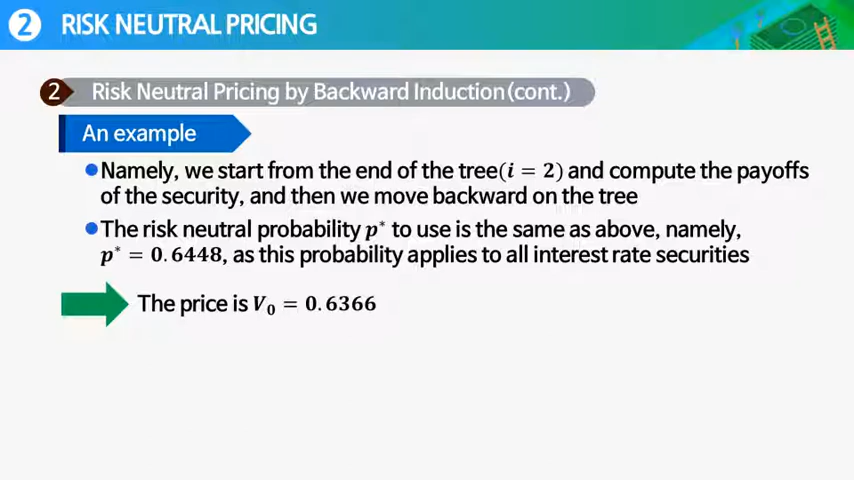 2 RISK NEUTRAL PRICING
2 Risk Neutral Pricing by Backward Induction(cont.)
An example
●Namely, we start from the end of the tree(i = 2) and compute the payoffs
of the security, and then we move backward on the tree
●The risk neutral probability p* to use is the same as above, namely,
p* = 0.6448, as this probability applies to all interest rate securities
The price is V₀ = 0.6366